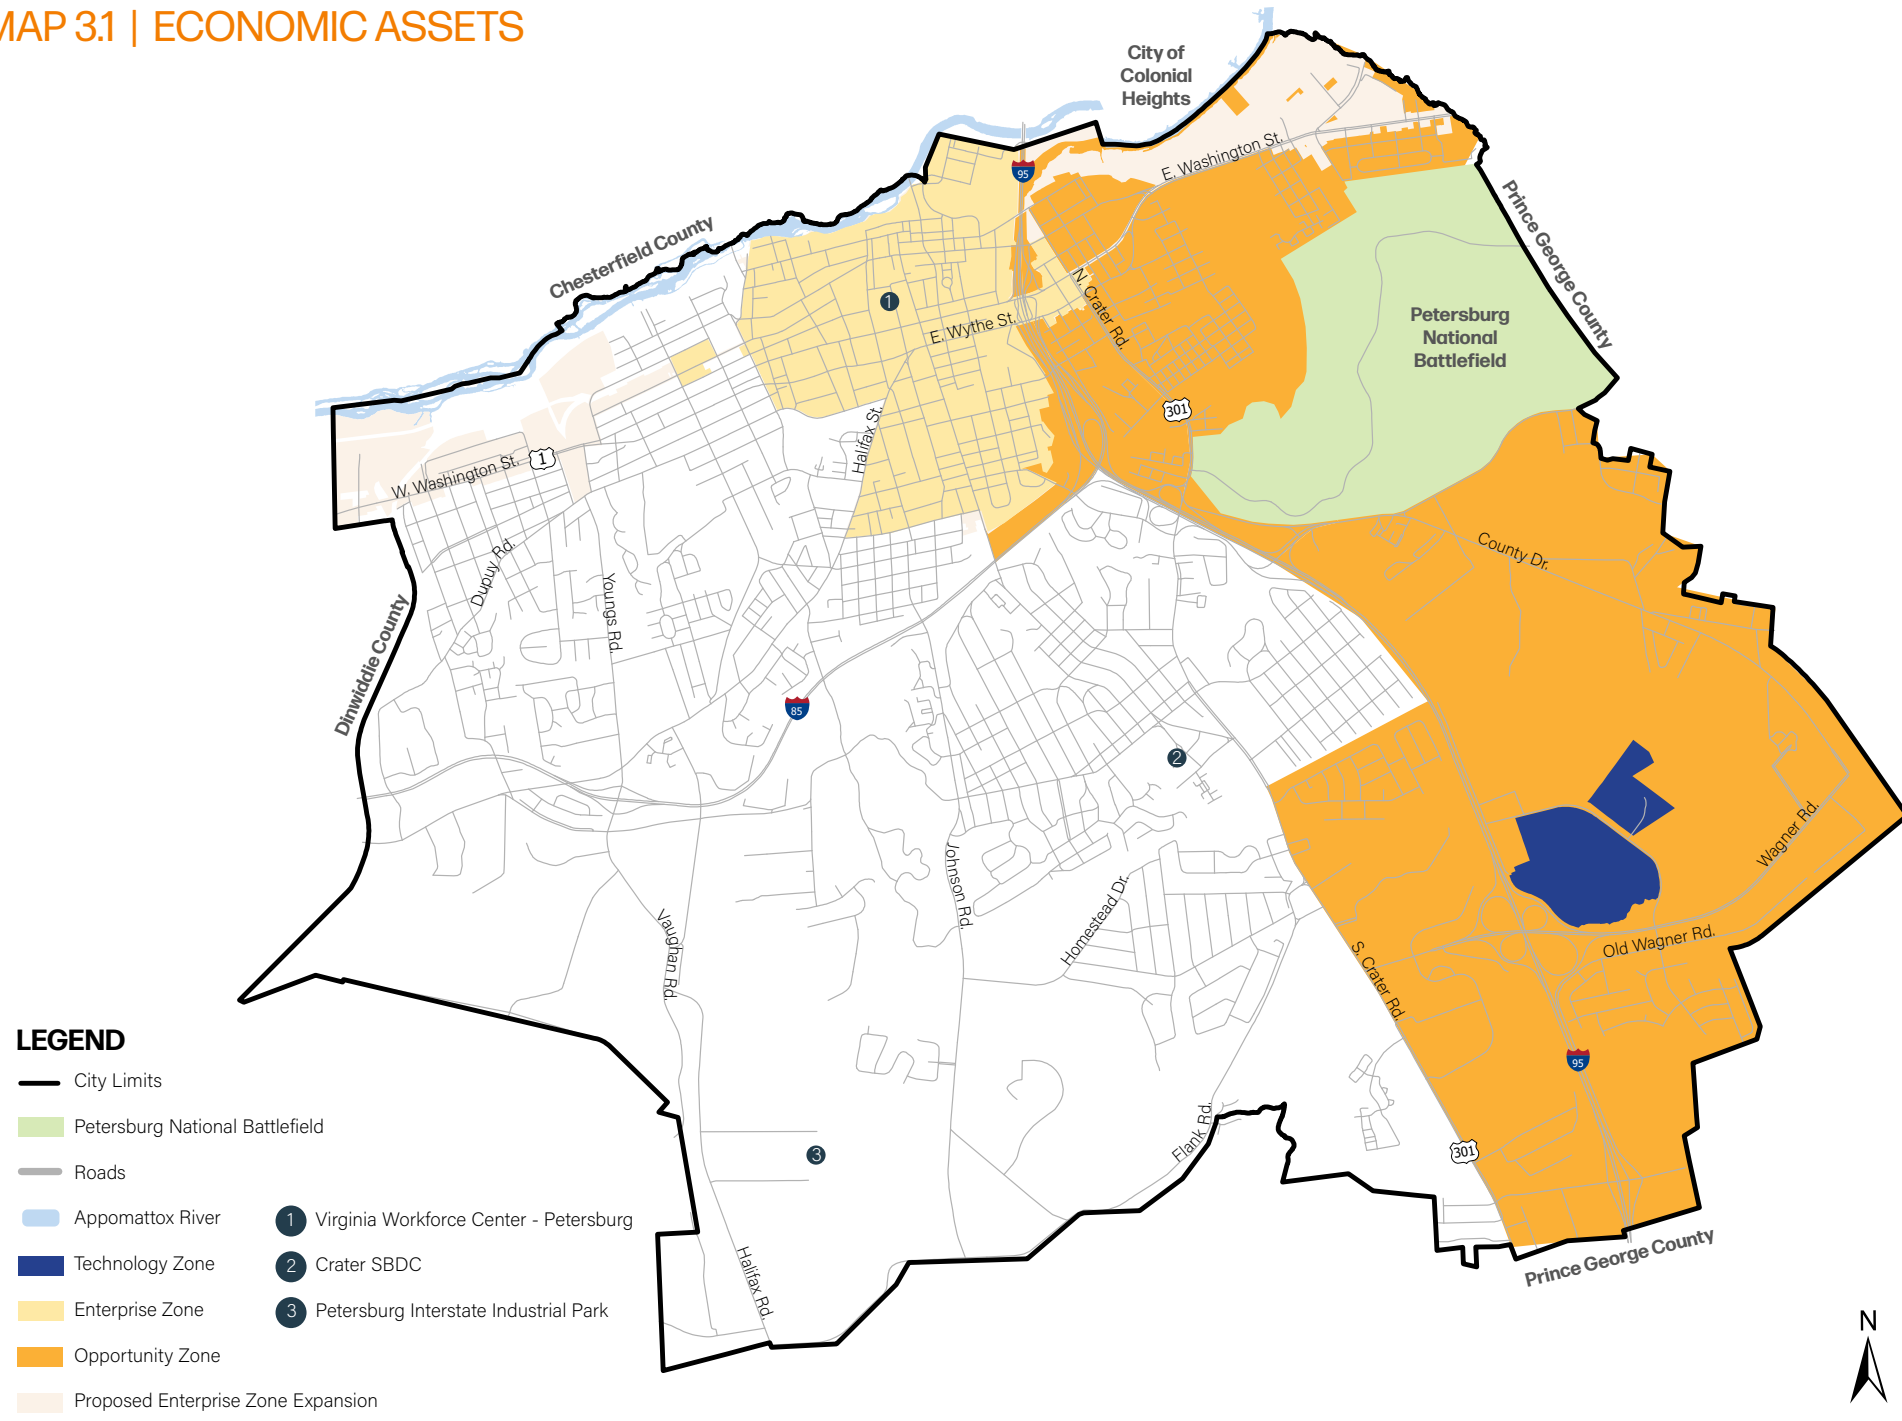 MAP 3.1 | ECONOMIC ASSETS
City of
Colonial
Heights
95
E. Washington St.
Prince George County
Chesterfield County
1
N. Crater Rd.
E. Wythe St.
Petersburg
National
Battlefield
301
Halifax St.
1
W. Washington St.
County Dr.
Dupuy Rd.
Youngs Rd.
Dinwiddie County
85
2
Wagner Rd.
Johnson Rd.
Homestead Dr.
Vaughan Rd.
S. Crater Rd.
Old Wagner Rd.
95
Flank Rd.
301
3
Halifax Rd.
Prince George County
LEGEND
City Limits
Petersburg National Battlefield
Roads
Appomattox River
Technology Zone
Enterprise Zone
Opportunity Zone
Proposed Enterprise Zone Expansion
1 Virginia Workforce Center - Petersburg
2 Crater SBDC
3 Petersburg Interstate Industrial Park
N